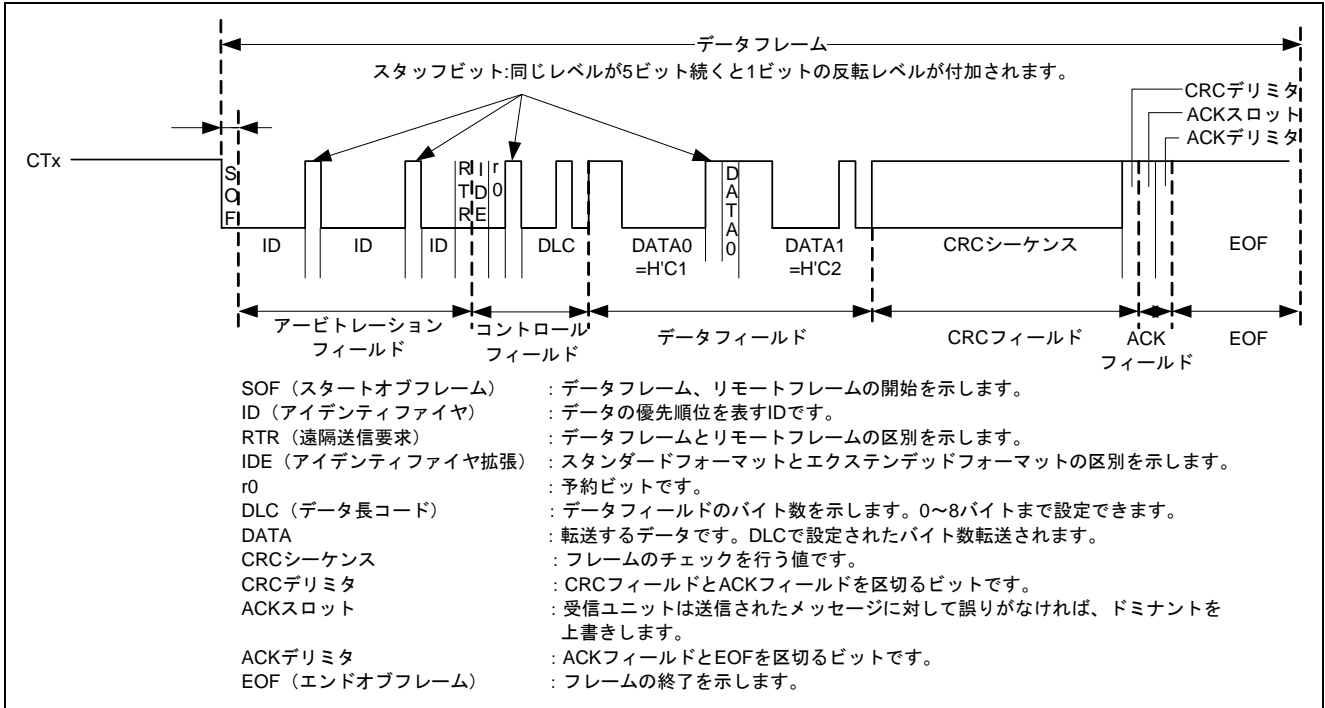 データフレーム
スタッフビット:同じレベルが5ビット続くと1ビットの反転レベルが付加されます。
CRCデリミタ
ACKスロット
ACKデリミタ
CTx
SOF
RTR
IDE
r0
DATA0
ID
ID
ID
DLC
DATA0
=H'C1
DATA1
=H'C2
CRCシーケンス
EOF
アービトレーション
フィールド
コントロール
フィールド
データフィールド
CRCフィールド
ACK
フィールド
EOF
SOF（スタートオブフレーム）：データフレーム、リモートフレームの開始を示します。
ID（アイデンティファイヤ）：データの優先順位を表すIDです。
RTR（遠隔送信要求）：データフレームとリモートフレームの区別を示します。
IDE（アイデンティファイヤ拡張）：スタンダードフォーマットとエクステンデッドフォーマットの区別を示します。
r0：予約ビットです。
DLC（データ長コード）：データフィールドのバイト数を示します。0～8バイトまで設定できます。
DATA：転送するデータです。DLCで設定されたバイト数転送されます。
CRCシーケンス：フレームのチェックを行う値です。
CRCデリミタ：CRCフィールドとACKフィールドを区切るビットです。
ACKスロット：受信ユニットは送信されたメッセージに対して誤りがなければ、ドミナントを
上書きします。
ACKデリミタ：ACKフィールドとEOFを区切るビットです。
EOF（エンドオブフレーム）：フレームの終了を示します。